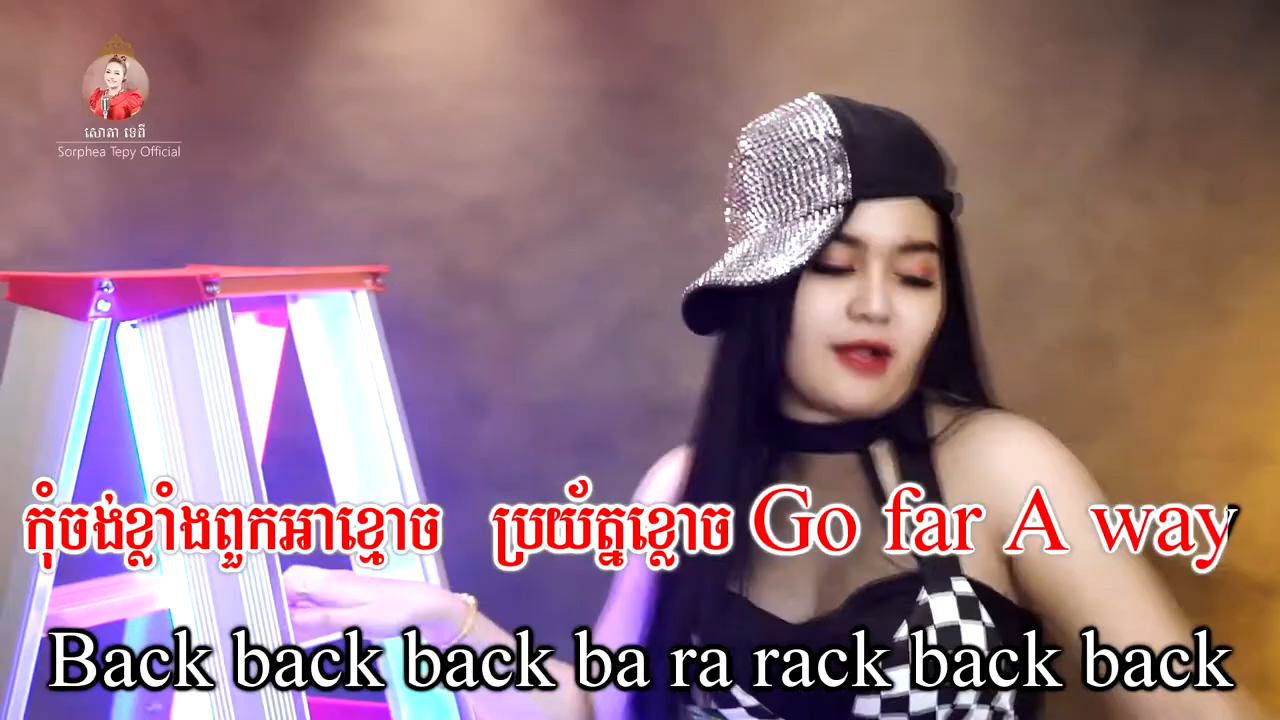 សោភា ទេពី
Sorphea Tepy Official
កុំចង់ខ្លាំងពួកអាខ្មោច ប្រយ័ត្នខ្លោច Go far A way
Back back back ba ra rack back back